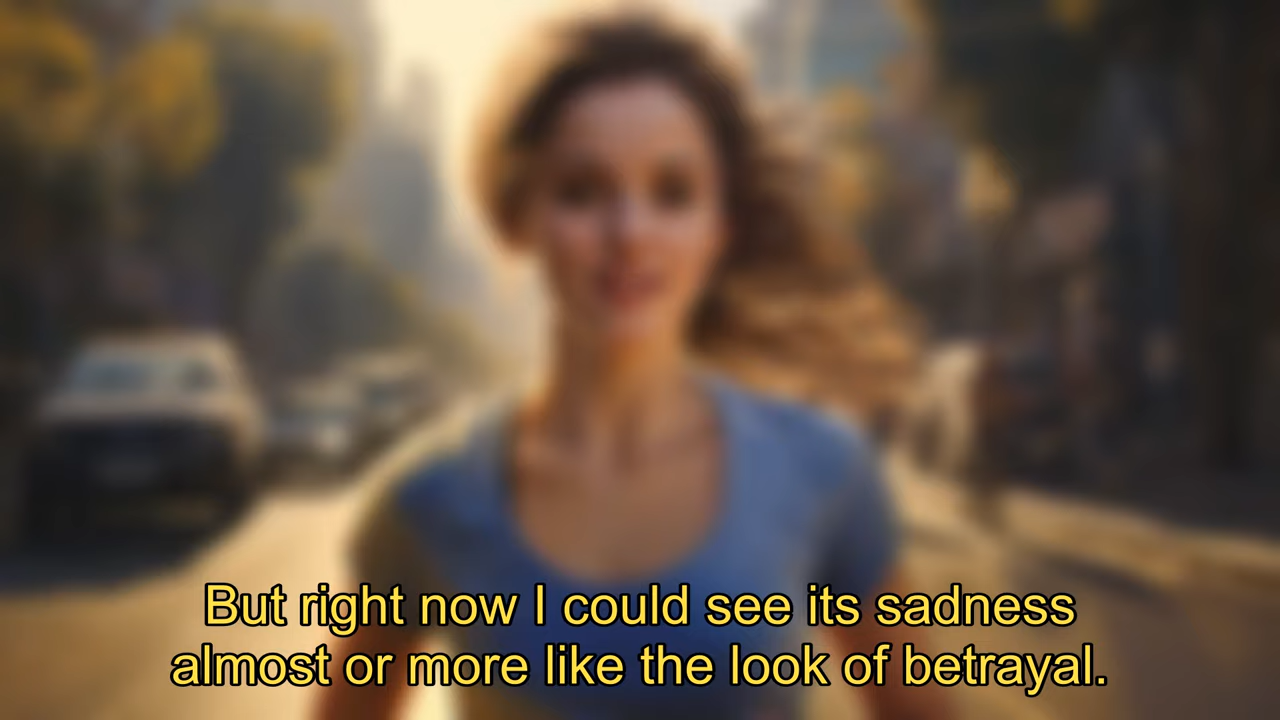 But right now I could see its sadness
almost or more like the look of betrayal.